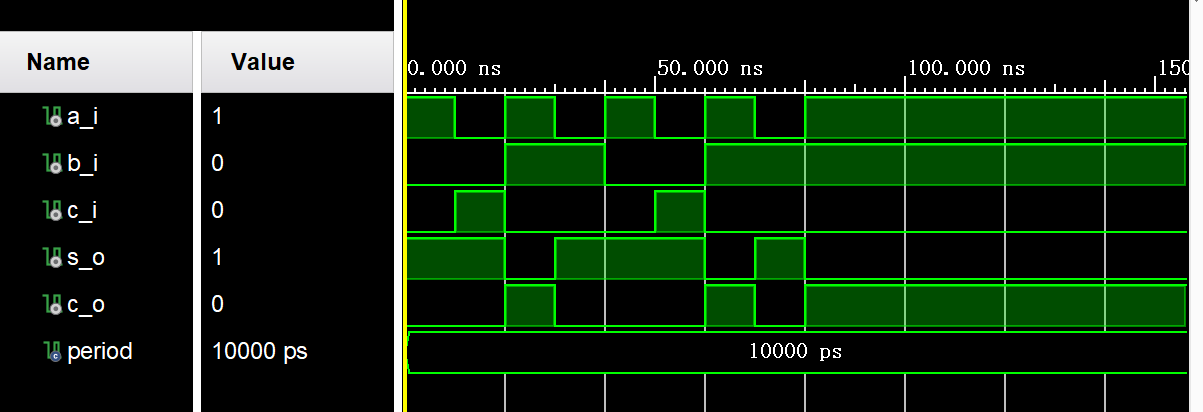 Name Value
0.000 ns 50.000 ns 100.000 ns 150
a_i 1
b_i 0
c_i 0
s_o 1
c_o 0
period 10000 ps 10000 ps